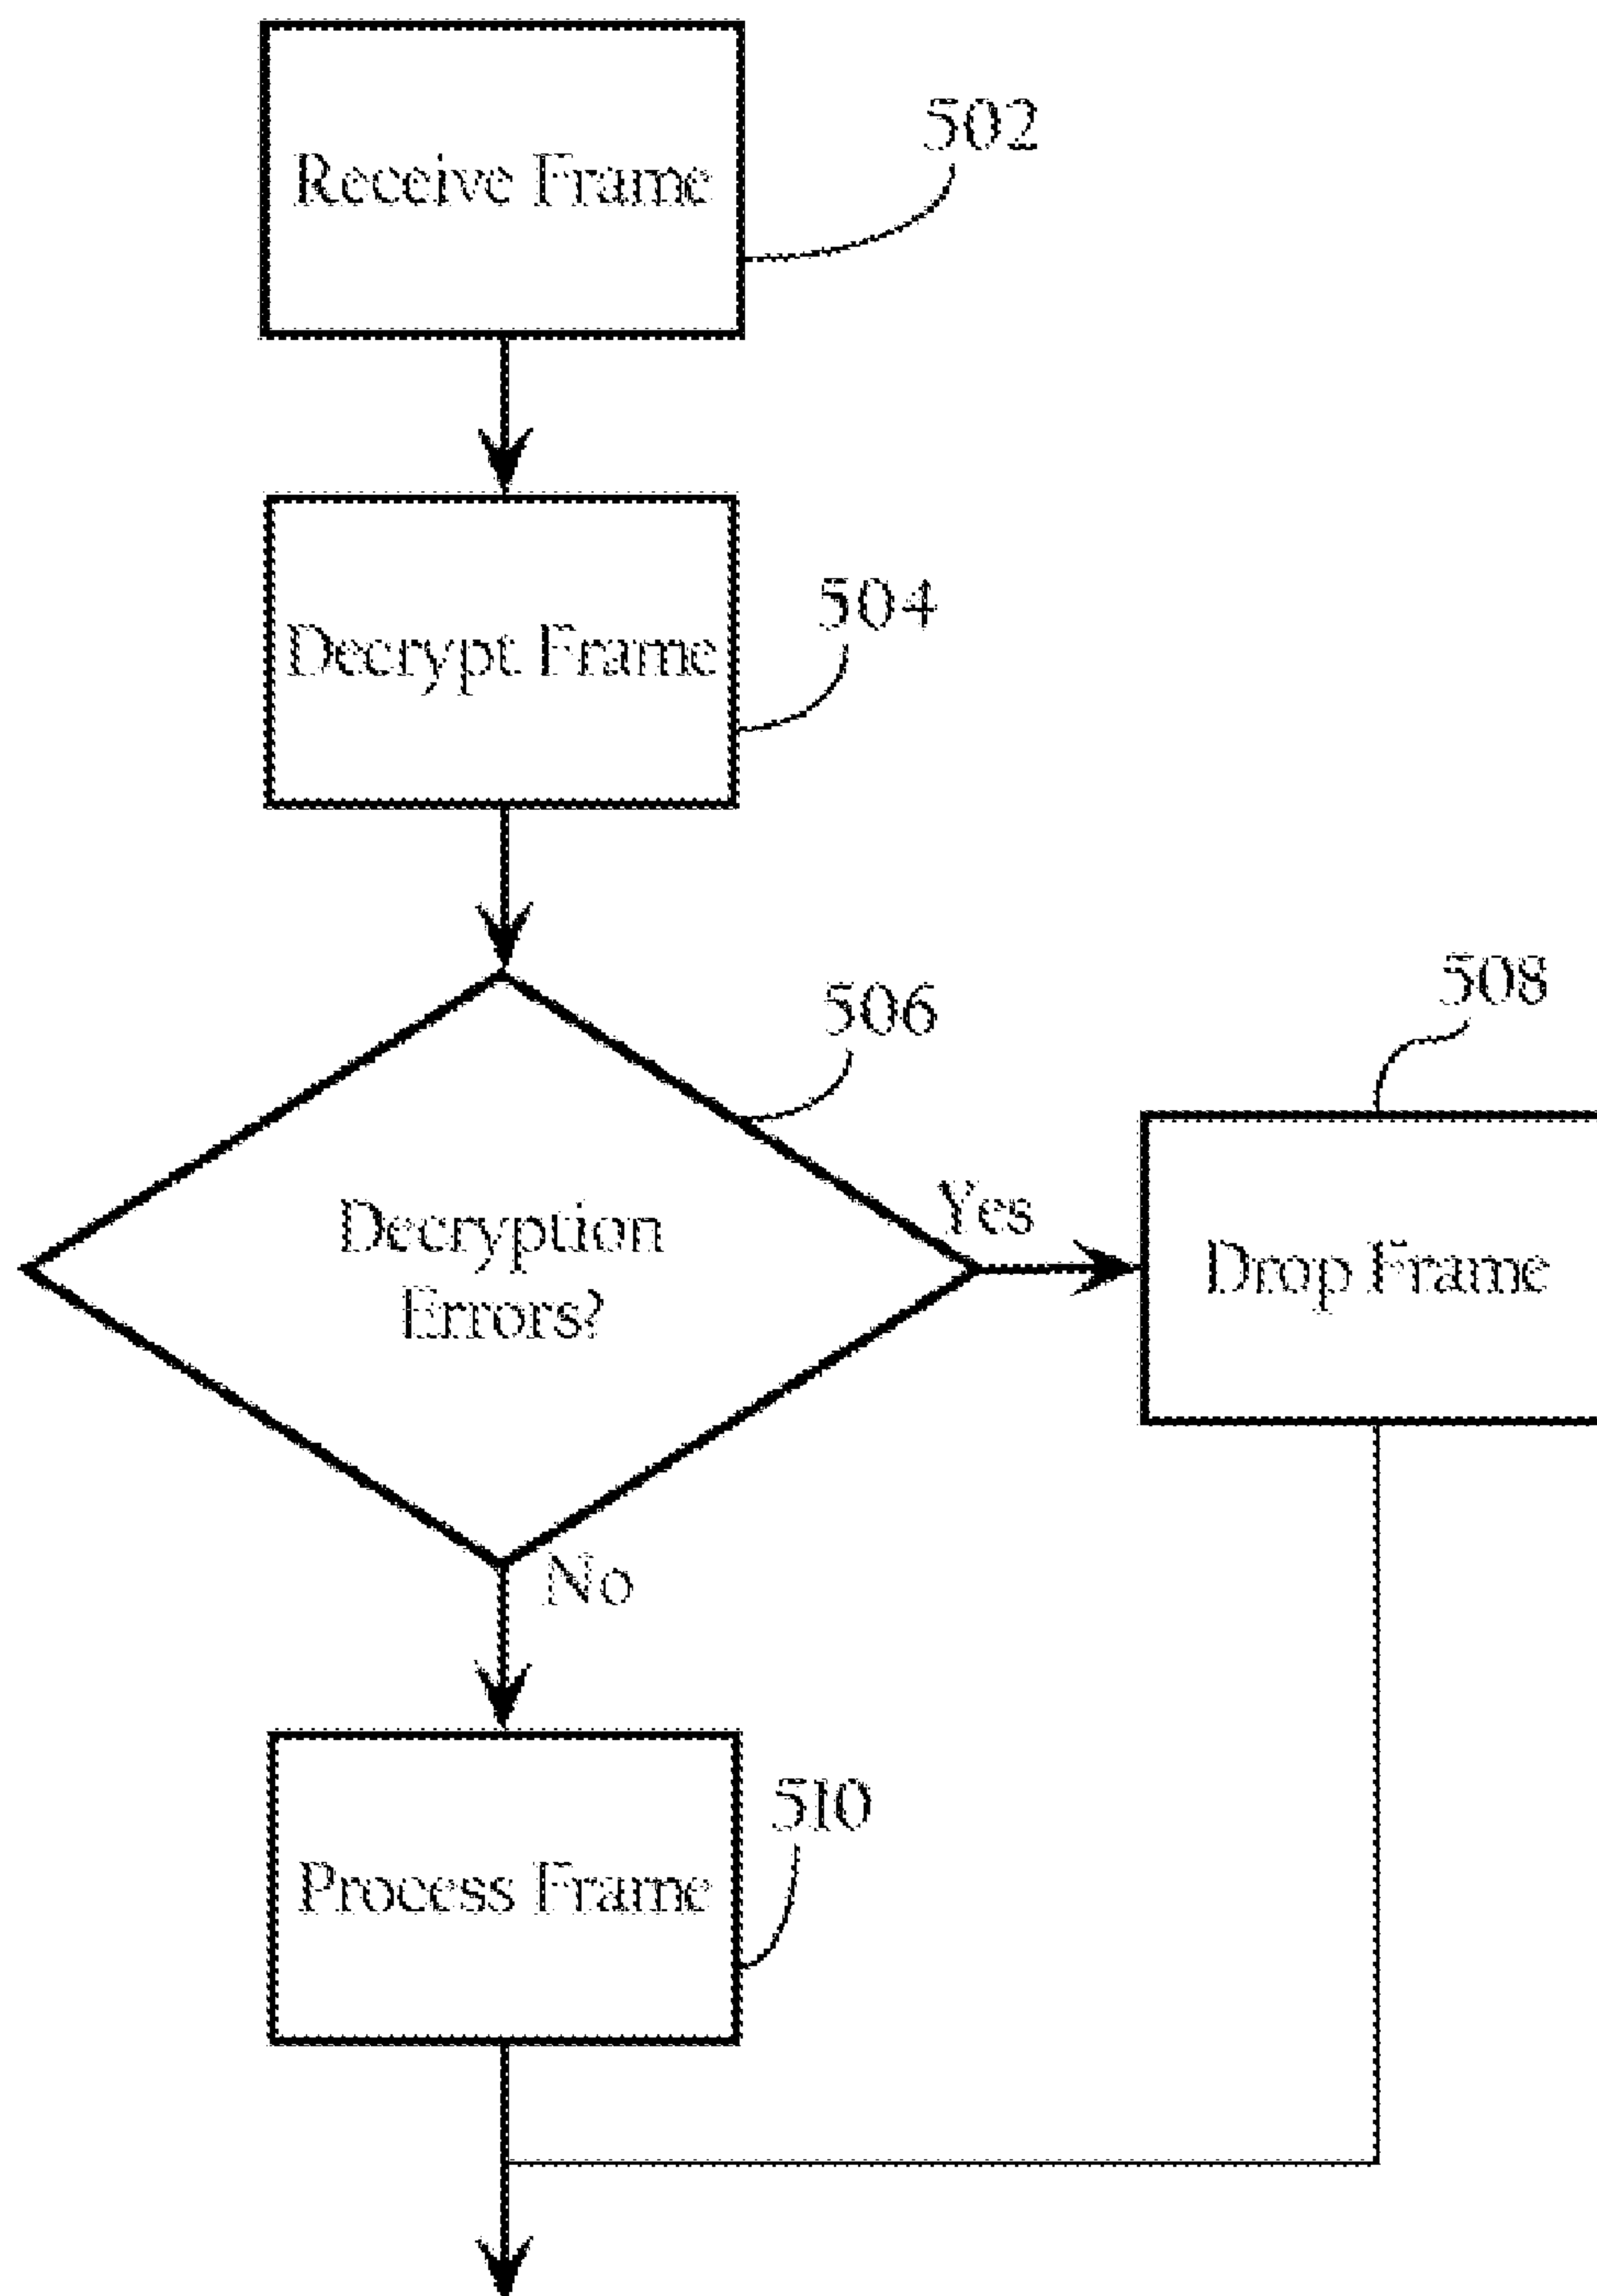 Receive Frame
502
Decrypt Frame
504
506
508
Decryption
Errors?
Yes
Drop Frame
No
Process Frame
510